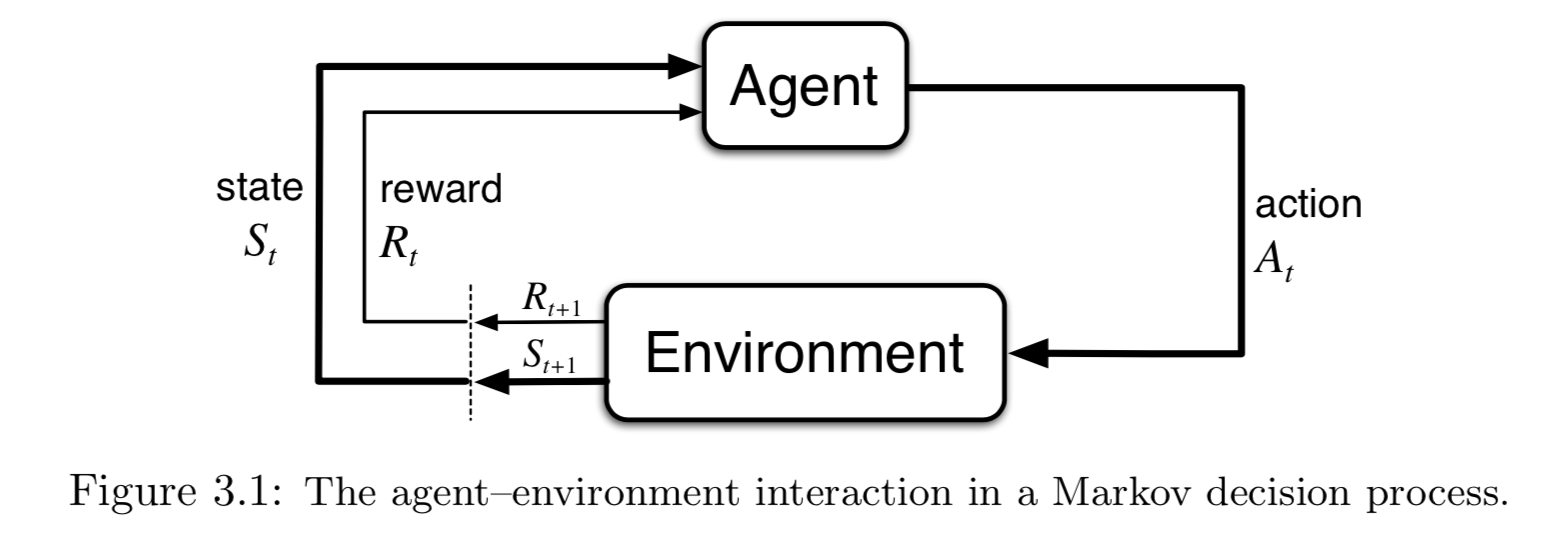 Agent
state
S_t
reward
R_t
action
A_t
R_{t+1}
S_{t+1}
Environment
Figure 3.1: The agent–environment interaction in a Markov decision process.